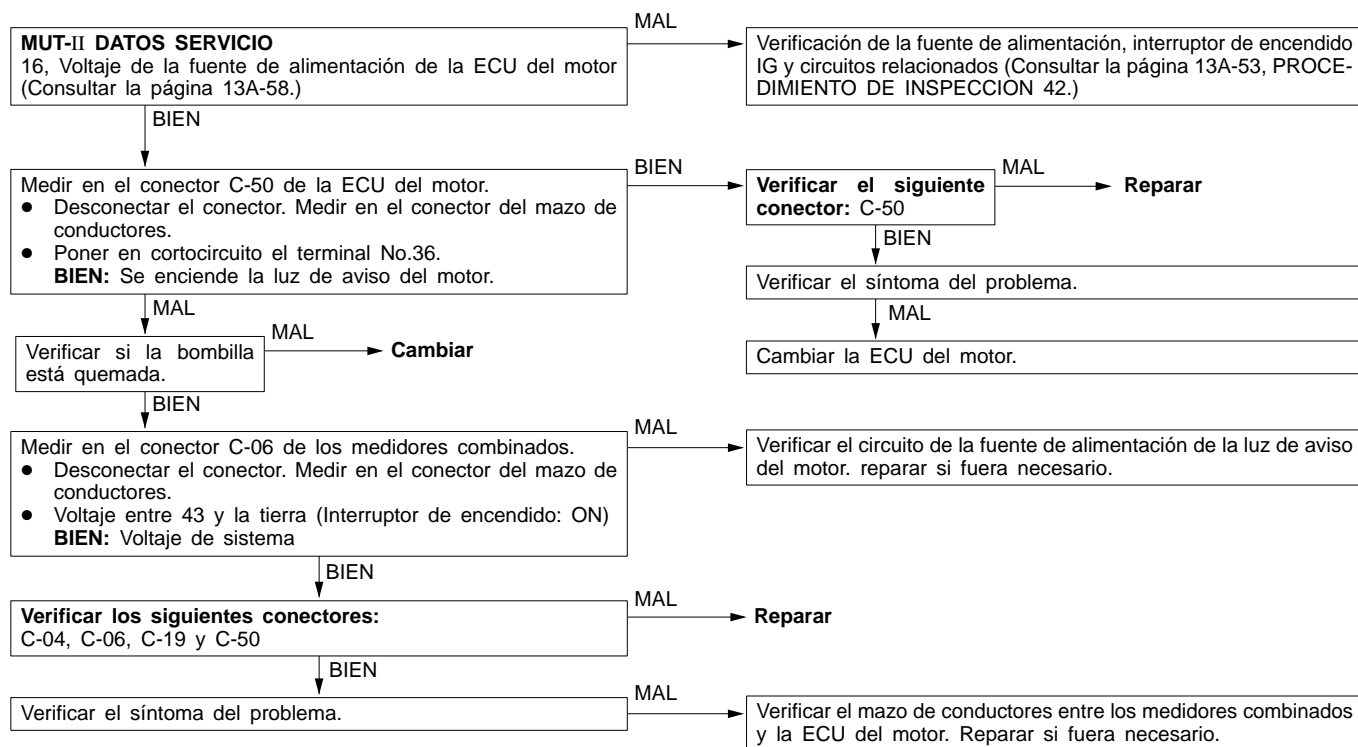 MAL
MUT-II DATOS SERVICIO
16, Voltaje de la fuente de alimentación de la ECU del motor
(Consultar la página 13A-58.)
Verificación de la fuente de alimentación, interruptor de encendido
IG y circuitos relacionados (Consultar la página 13A-53, PROCE-
DIMIENTO DE INSPECCION 42.)
BIEN
Medir en el conector C-50 de la ECU del motor.
● Desconectar el conector. Medir en el conector del mazo de
conductores.
● Poner en cortocircuito el terminal No.36.
BIEN: Se enciende la luz de aviso del motor.
BIEN
Verificar el siguiente
conector: C-50
MAL
Reparar
BIEN
Verificar el síntoma del problema.
MAL
Cambiar la ECU del motor.
MAL
Verificar si la bombilla
está quemada.
MAL
Cambiar
BIEN
Medir en el conector C-06 de los medidores combinados.
● Desconectar el conector. Medir en el conector del mazo de
conductores.
● Voltaje entre 43 y la tierra (Interruptor de encendido: ON)
BIEN: Voltaje de sistema
MAL
Verificar el circuito de la fuente de alimentación de la luz de aviso
del motor. reparar si fuera necesario.
BIEN
Verificar los siguientes conectores:
C-04, C-06, C-19 y C-50
MAL
Reparar
BIEN
Verificar el síntoma del problema.
MAL
Verificar el mazo de conductores entre los medidores combinados
y la ECU del motor. Reparar si fuera necesario.